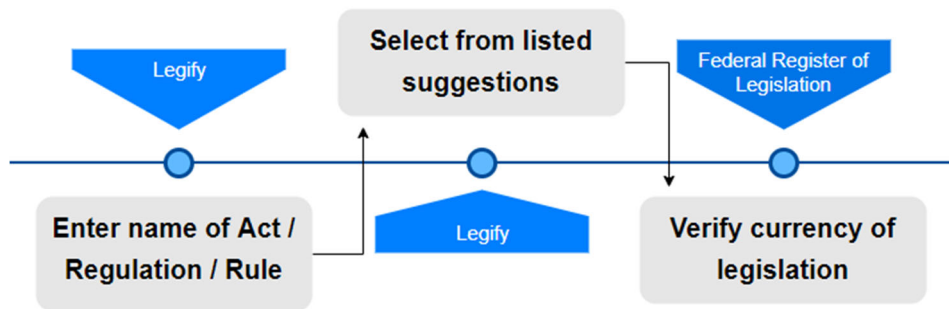 Legify
Enter name of Act /
Regulation / Rule
Select from listed
suggestions
Legify
Federal Register of
Legislation
Verify currency of
legislation